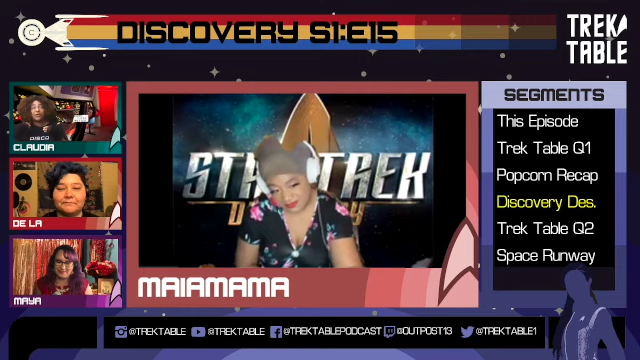 DISCOVERY S1:E15
TREK
TABLE
DISCO
CLAUDIA
DE LA
MAYA
STAR TREK
MAIAMAMA
SEGMENTS
This Episode
Trek Table Q1
Popcorn Recap
Discovery Des.
Trek Table Q2
Space Runway
@TREKTABLE @TREKTABLE @TREKTABLEPODCAST @OUTPOST13 @TREKTABLE1